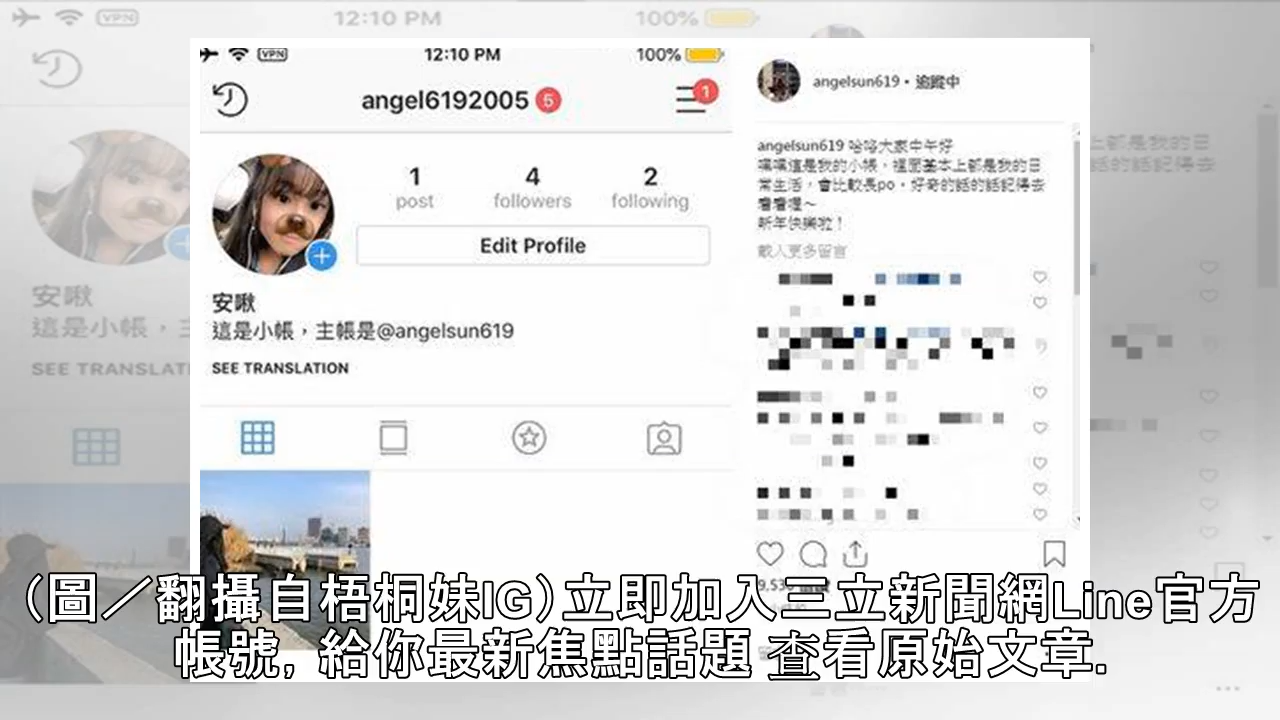 12:10 PM
100%
VPN
12:10 PM
100%
angel6192005 5
1
1
4
2
post
followers
following
Edit Profile
安啾
這是小帳，主帳是@angelsun619
SEE TRANSLATION
angelsun619 • 追蹤中
angelsun619 哈咯大家中午好
嘿嘿這是我的小帳，裡面基本上都是我的日
常生活，會比較長po，好奇的話的話記得去
看看喔～
新年快樂啦！
載入更多留言
(圖／翻攝自梧桐妹IG)立即加入三立新聞網Line官方
帳號, 給你最新焦點話題 查看原始文章.